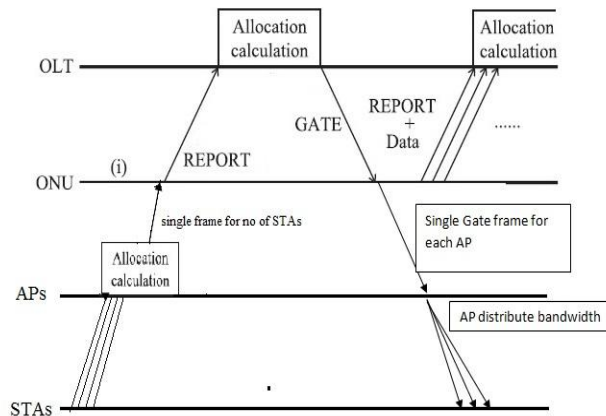 Allocation
calculation
Allocation
calculation
OLT
REPORT
+
Data
GATE
......
REPORT
(i)
ONU
single frame for no of STAs
Single Gate frame for
each AP
Allocation
calculation
APs
AP distribute bandwidth
STAs